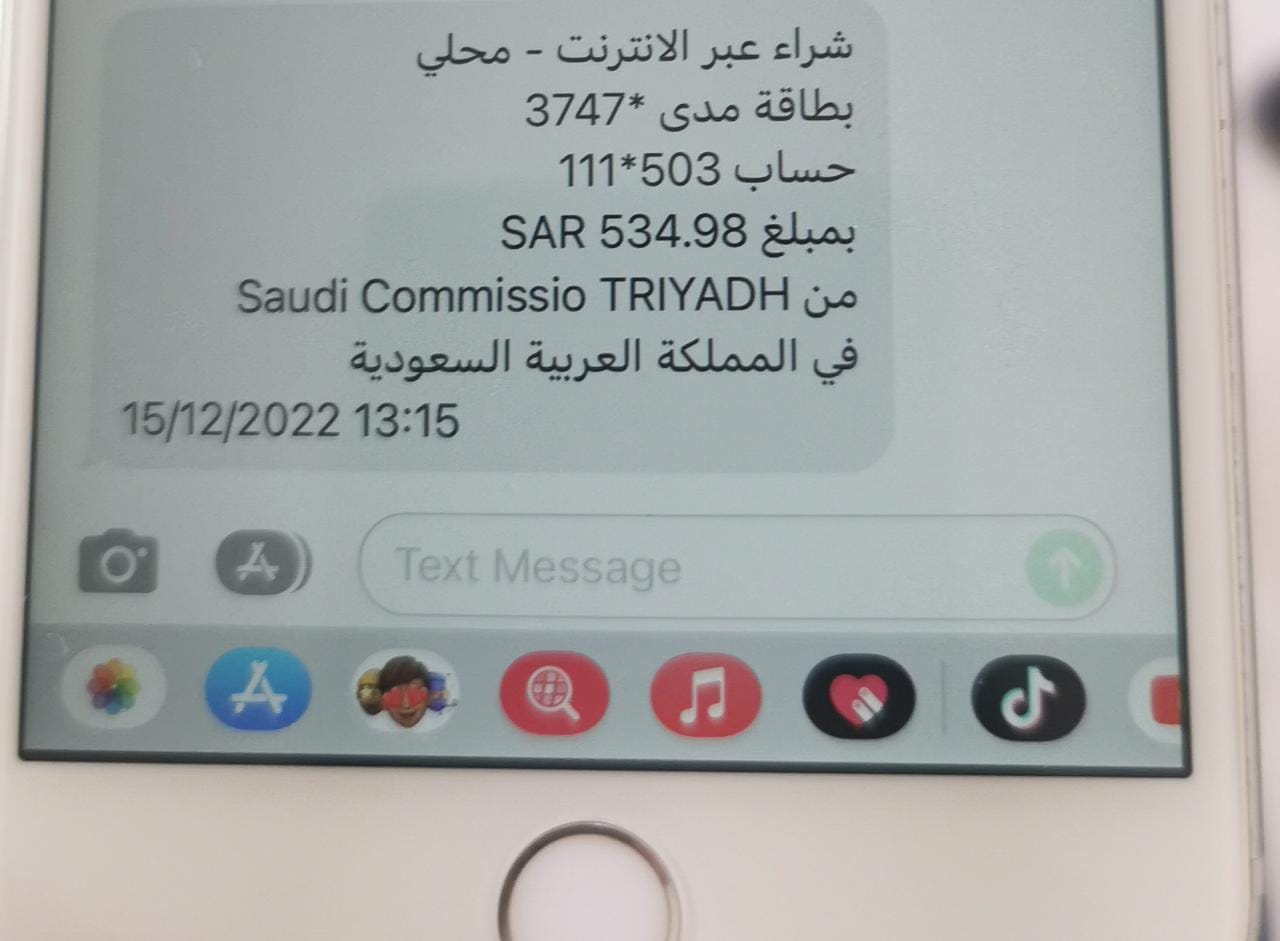 شراء عبر الانترنت - محلي
بطاقة مدى *3747
حساب 503*111
بمبلغ SAR 534.98
من Saudi Commissio TRIYADH
في المملكة العربية السعودية
15/12/2022 13:15
Text Message